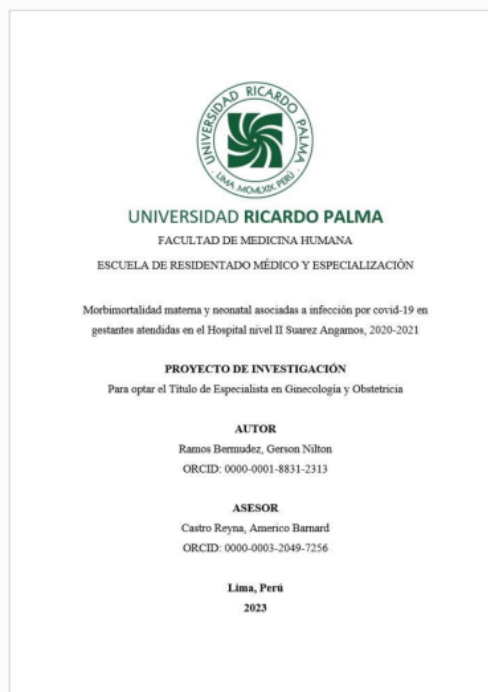 UNIVERSIDAD RICARDO PALMA
LIMA, MCMLXIX, PERÚ
UNIVERSIDAD RICARDO PALMA
FACULTAD DE MEDICINA HUMANA
ESCUELA DE RESIDENTADO MÉDICO Y ESPECIALIZACIÓN
Morbimortalidad materna y neonatal asociadas a infección por covid-19 en
gestantes atendidas en el Hospital nivel II Suarez Angamos, 2020-2021
PROYECTO DE INVESTIGACIÓN
Para optar el Título de Especialista en Ginecología y Obstetricia
AUTOR
Ramos Bermudez, Gerson Nilton
ORCID: 0000-0001-8831-2313
ASESOR
Castro Reyna, Americo Barnard
ORCID: 0000-0003-2049-7256
Lima, Perú
2023